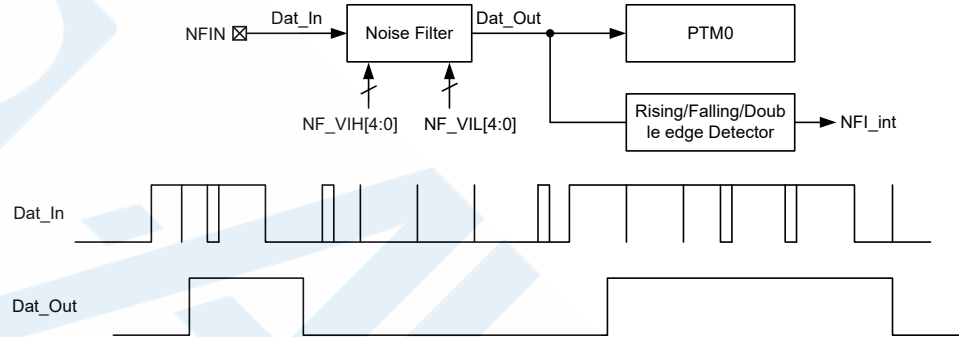 Dat_In
Dat_Out
NFIN
Noise Filter
PTM0
NF_VIH[4:0]
NF_VIL[4:0]
Rising/Falling/Doub
le edge Detector
NFI_int
Dat_In
Dat_Out